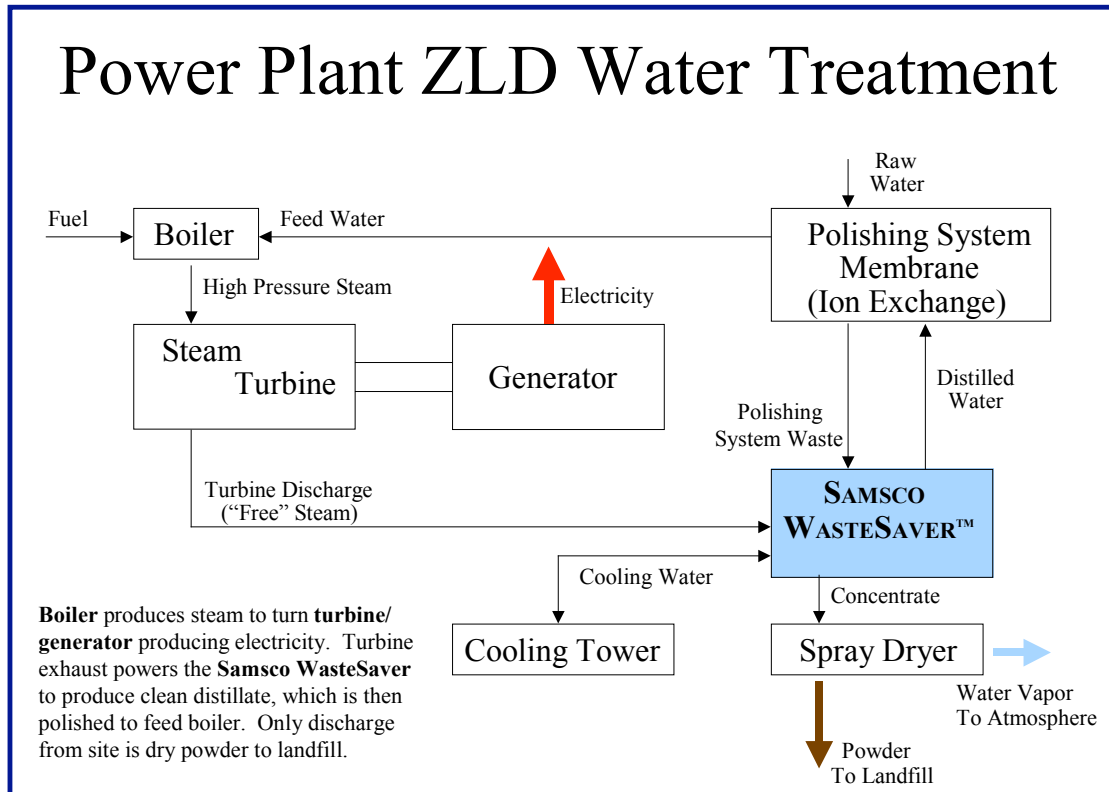 Power Plant ZLD Water Treatment
Raw
Water
Fuel
Boiler
Feed Water
Polishing System
Membrane
(Ion Exchange)
High Pressure Steam
Electricity
Steam
Turbine
Generator
Distilled
Water
Polishing
System Waste
Turbine Discharge
(“Free” Steam)
SAMSCO
WASTESAVER™
Cooling Water
Concentrate
Cooling Tower
Spray Dryer
Water Vapor
To Atmosphere
Powder
To Landfill
Boiler produces steam to turn turbine/
generator producing electricity.  Turbine
exhaust powers the Samsco WasteSaver
to produce clean distillate, which is then
polished to feed boiler.  Only discharge
from site is dry powder to landfill.